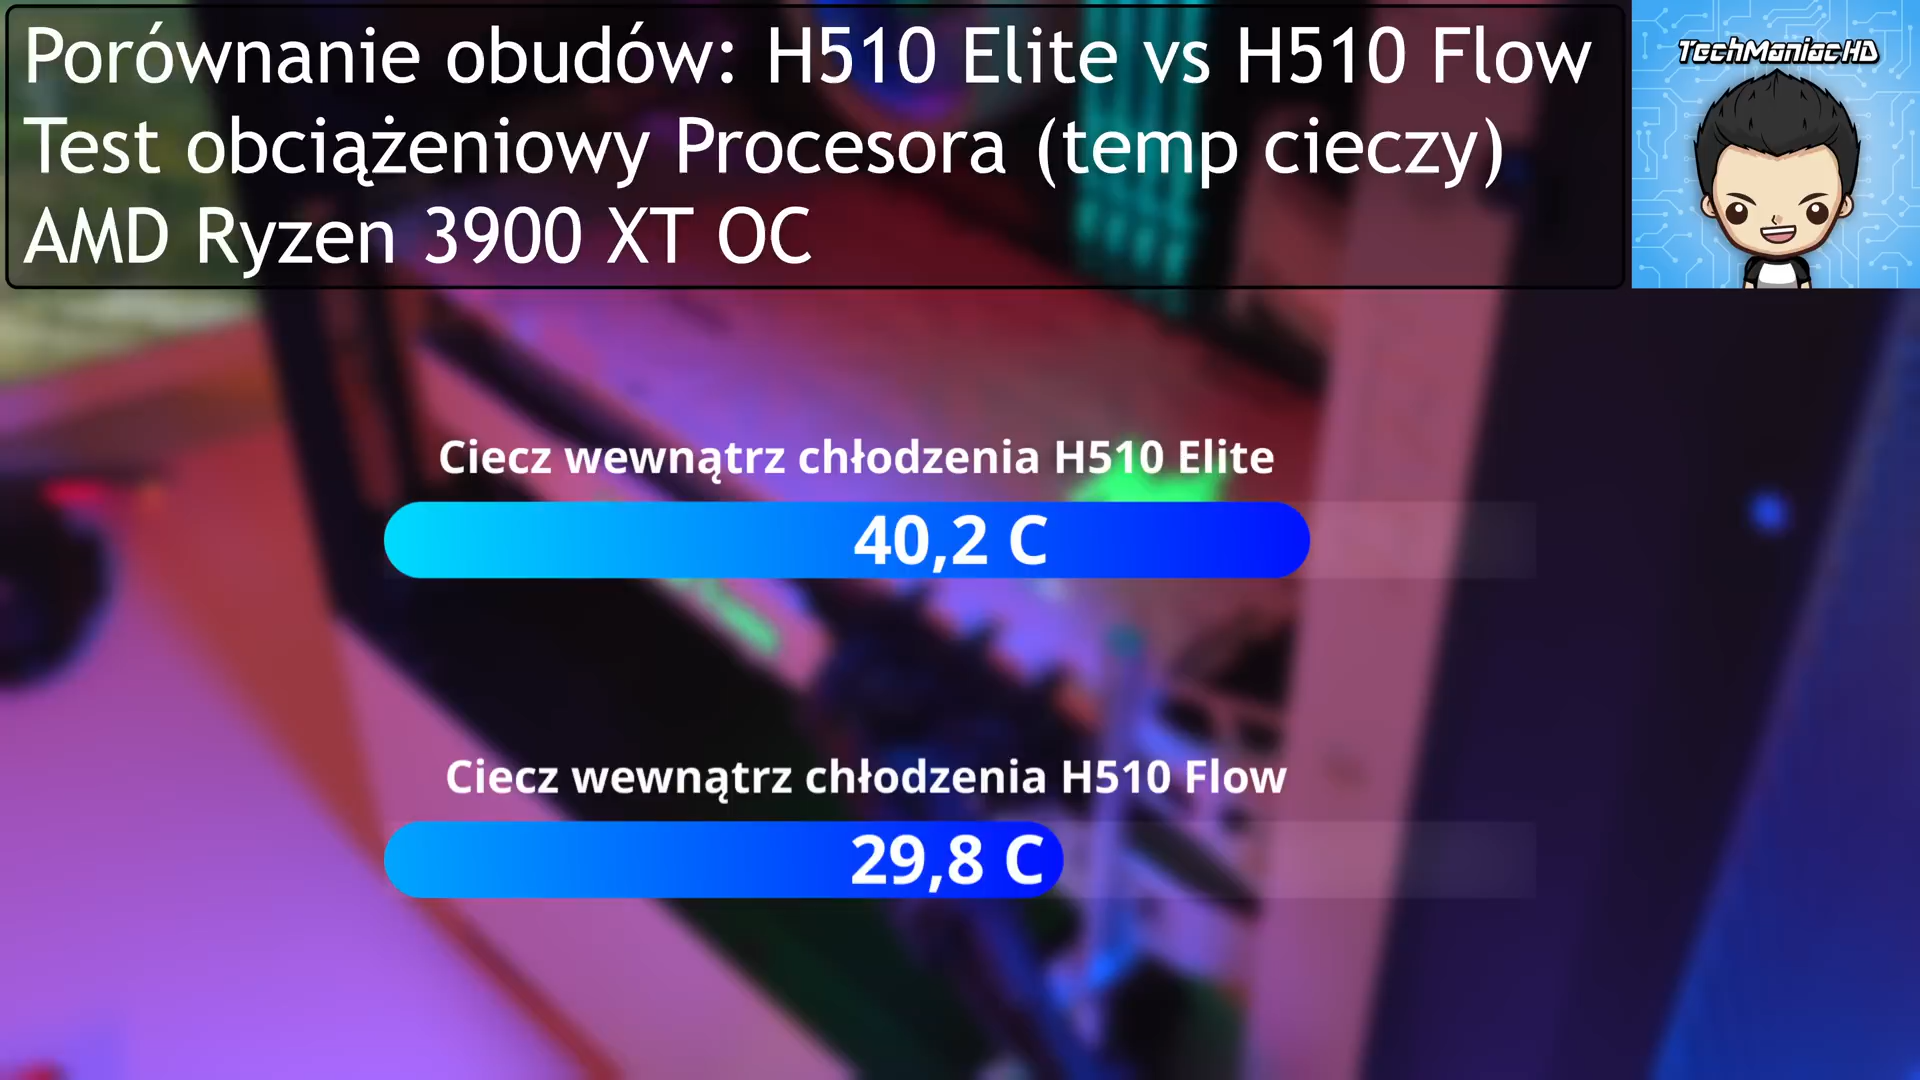 Porównanie obudów: H510 Elite vs H510 Flow
Test obciążeniowy Procesora (temp cieczy)
AMD Ryzen 3900 XT OC
TechManiacHD
Ciecz wewnątrz chłodzenia H510 Elite
40,2 C
Ciecz wewnątrz chłodzenia H510 Flow
29,8 C